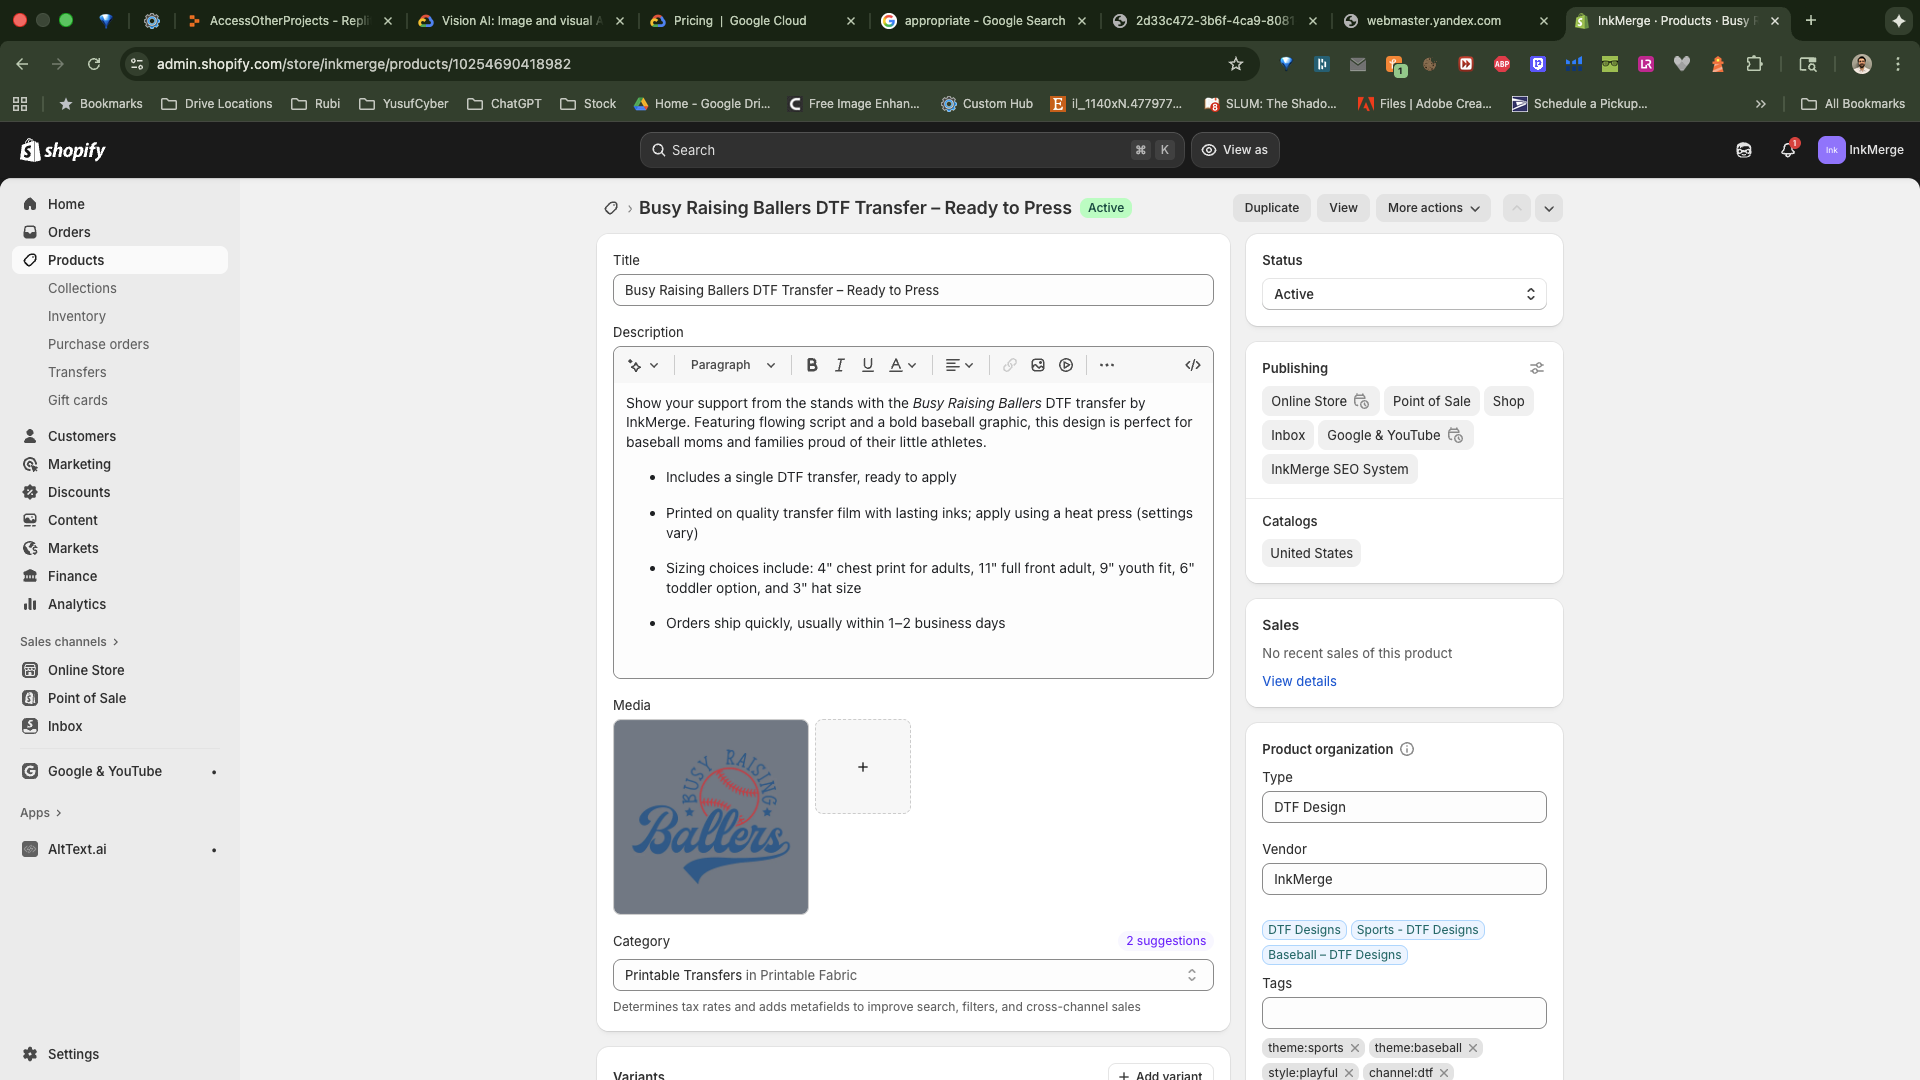 AccessOtherProjects - Repli
Vision AI: Image and visual A
Pricing | Google Cloud
appropriate - Google Search
2d33c472-3b6f-4ca9-8081
webmaster.yandex.com
InkMerge · Products · Busy R
admin.shopify.com/store/inkmerge/products/10254690418982
1
ABP
LR
Bookmarks
Drive Locations
Rubi
YusufCyber
ChatGPT
Stock
Home - Google Dri...
Free Image Enhan...
Custom Hub
il_1140xN.477977...
SLUM: The Shado...
Files | Adobe Crea...
Schedule a Pickup...
All Bookmarks
shopify
Search
⌘ K
View as
1
Ink
InkMerge
Home
Orders
Products
Collections
Inventory
Purchase orders
Transfers
Gift cards
Customers
Marketing
Discounts
Content
Markets
Finance
Analytics
Sales channels
Online Store
Point of Sale
Inbox
Google & YouTube
Apps
AltText.ai
Settings
Busy Raising Ballers DTF Transfer – Ready to Press
Active
Duplicate
View
More actions
Title
Busy Raising Ballers DTF Transfer – Ready to Press
Description
Paragraph
B I U A
Show your support from the stands with the Busy Raising Ballers DTF transfer by
InkMerge. Featuring flowing script and a bold baseball graphic, this design is perfect for
baseball moms and families proud of their little athletes.
• Includes a single DTF transfer, ready to apply
• Printed on quality transfer film with lasting inks; apply using a heat press (settings
vary)
• Sizing choices include: 4" chest print for adults, 11" full front adult, 9" youth fit, 6"
toddler option, and 3" hat size
• Orders ship quickly, usually within 1–2 business days
Media
BUSY RAISING
Ballers
Category
2 suggestions
Printable Transfers in Printable Fabric
Determines tax rates and adds metafields to improve search, filters, and cross-channel sales
Variants
Add variant
Status
Active
Publishing
Online Store
Point of Sale
Shop
Inbox
Google & YouTube
InkMerge SEO System
Catalogs
United States
Sales
No recent sales of this product
View details
Product organization
Type
DTF Design
Vendor
InkMerge
DTF Designs
Sports - DTF Designs
Baseball – DTF Designs
Tags
theme:sports
theme:baseball
style:playful
channel:dtf